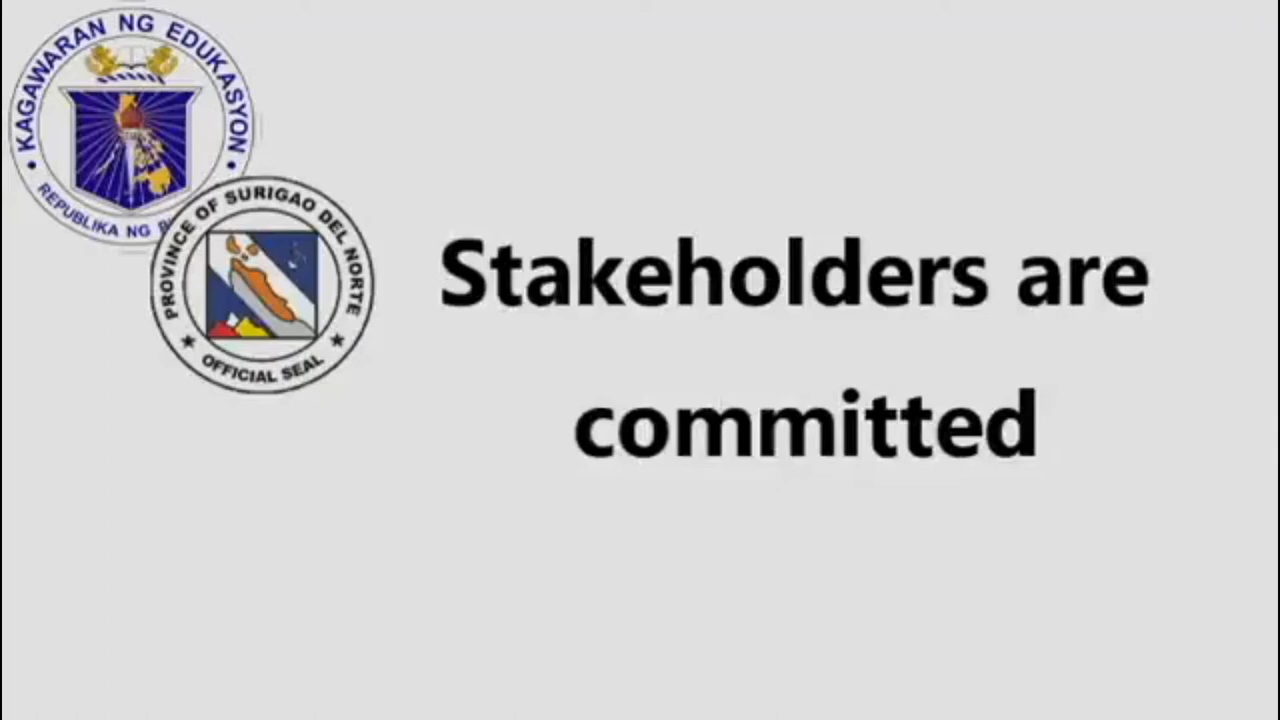 KAGAWARAN NG EDUKASYON
REPUBLIKA NG
PROVINCE OF SURIGAO DEL NORTE
OFFICIAL SEAL
Stakeholders are
committed